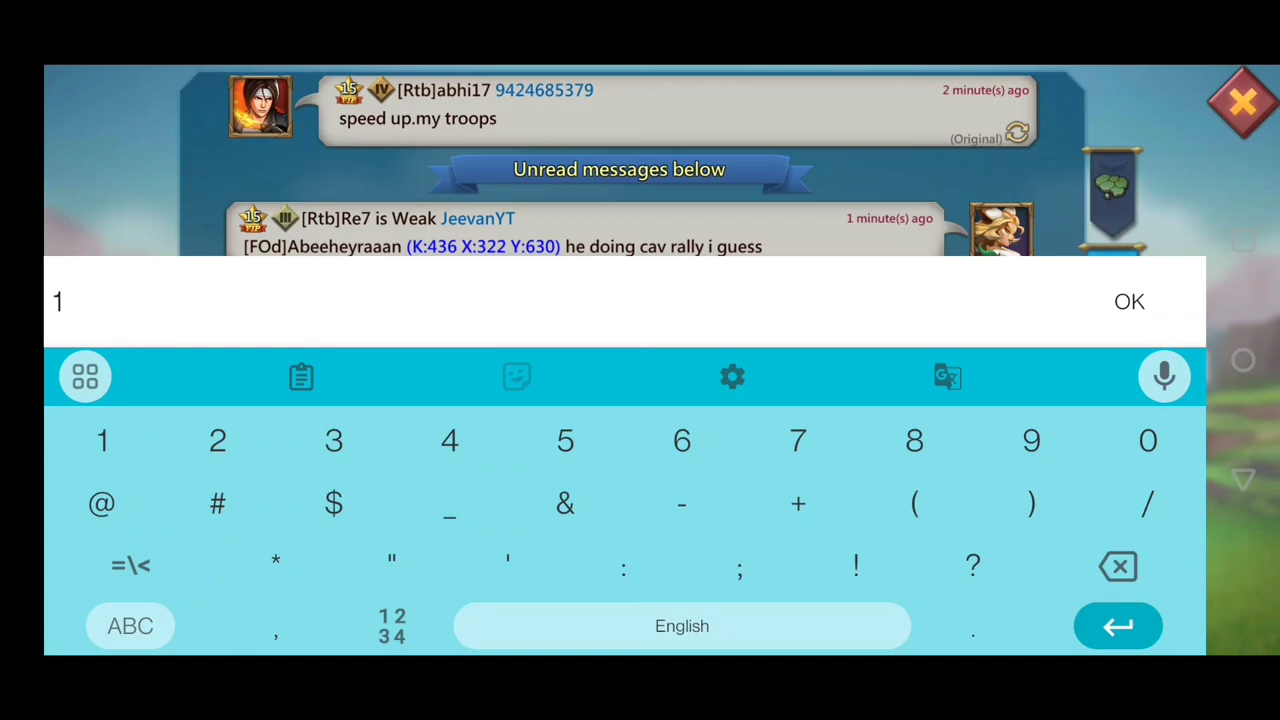 15 VIP IV [Rtb]abhi17 9424685379 2 minute(s) ago
speed up.my troops
(Original)
Unread messages below
15 VIP III [Rtb]Re7 is Weak JeevanYT 1 minute(s) ago
[FOd]Abeeheyraaan (K:436 X:322 Y:630) he doing cav rally i guess
1 OK
1 2 3 4 5 6 7 8 9 0
@ # $ _ & - + ( ) /
=\< * " ' : ; ! ?
ABC , 12 34 English .